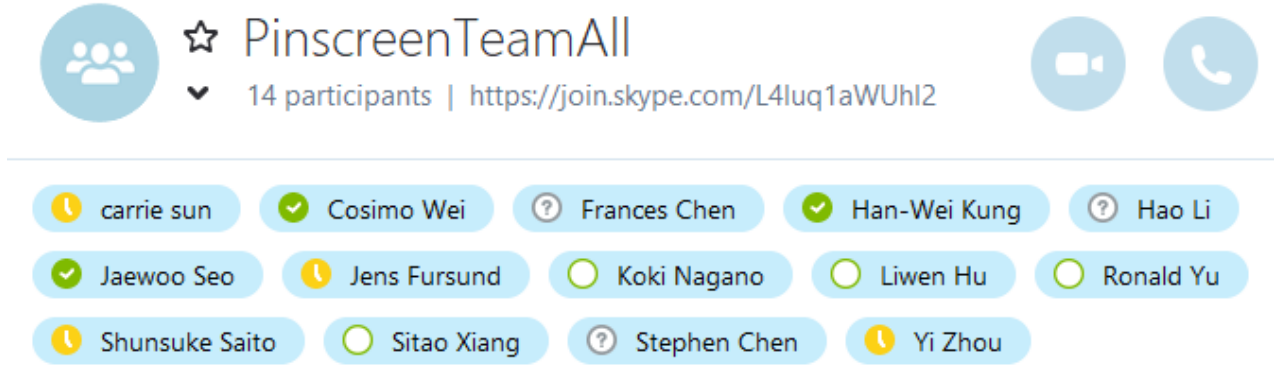 PinscreenTeamAll
14 participants | https://join.skype.com/L4luq1aWUhl2
carrie sun Cosimo Wei Frances Chen Han-Wei Kung Hao Li
Jaewoo Seo Jens Fursund Koki Nagano Liwen Hu Ronald Yu
Shunsuke Saito Sitao Xiang Stephen Chen Yi Zhou